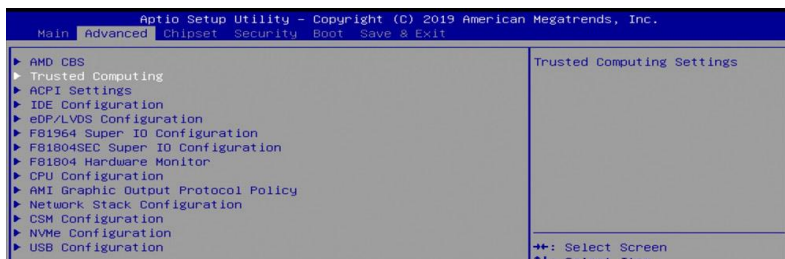 Aptio Setup Utility – Copyright (C) 2019 American Megatrends, Inc.
Main Advanced Chipset Security Boot Save & Exit
▶ AMD CBS
▶ Trusted Computing
▶ ACPI Settings
▶ IDE Configuration
▶ eDP/LVDS Configuration
▶ F81964 Super IO Configuration
▶ F81804SEC Super IO Configuration
▶ F81804 Hardware Monitor
▶ CPU Configuration
▶ AMI Graphic Output Protocol Policy
▶ Network Stack Configuration
▶ CSM Configuration
▶ NVMe Configuration
▶ USB Configuration
Trusted Computing Settings
→←: Select Screen